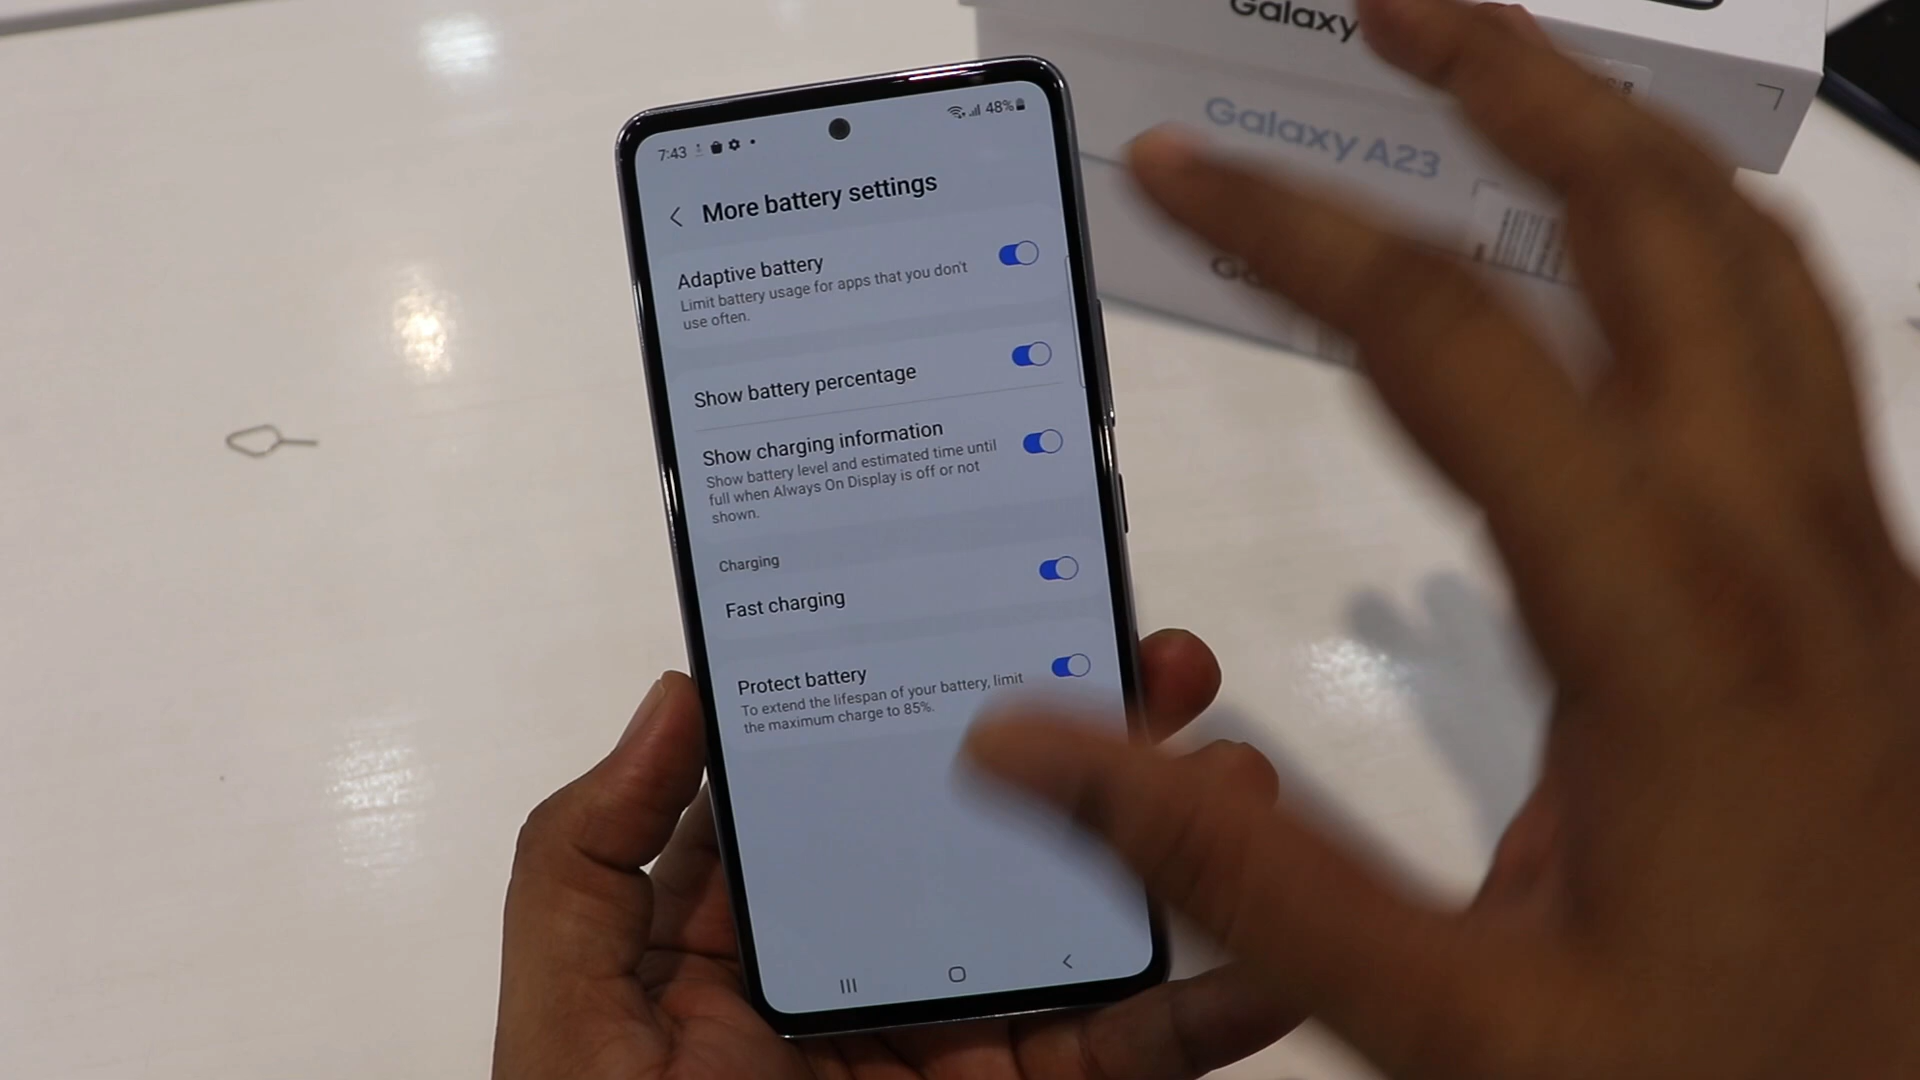 Galaxy
Galaxy A23
7:43
48%
More battery settings
Adaptive battery
Limit battery usage for apps that you don't
use often.
Show battery percentage
Show charging information
Show battery level and estimated time until
full when Always On Display is off or not
shown.
Charging
Fast charging
Protect battery
To extend the lifespan of your battery, limit
the maximum charge to 85%.